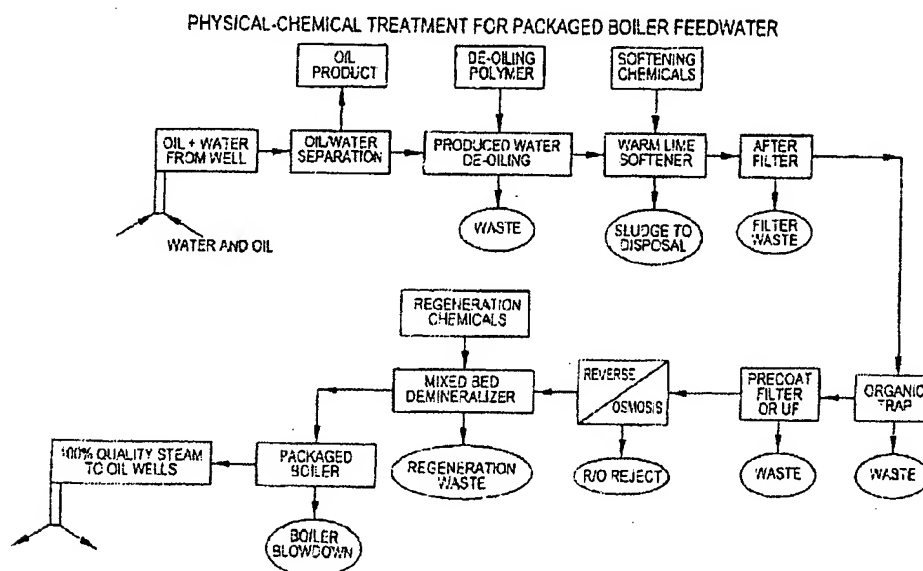 PHYSICAL-CHEMICAL TREATMENT FOR PACKAGED BOILER FEEDWATER
OIL
PRODUCT
DE-OILING
POLYMER
SOFTENING
CHEMICALS
OIL + WATER
FROM WELL
OIL/WATER
SEPARATION
PRODUCED WATER
DE-OILING
WARM LIME
SOFTENER
AFTER
FILTER
WATER AND OIL
WASTE
SLUDGE TO
DISPOSAL
FILTER
WASTE
REGENERATION
CHEMICALS
MIXED BED
DEMINERALIZER
REVERSE
OSMOSIS
PRECOAT
FILTER
OR UF
ORGANIC
TRAP
100% QUALITY STEAM
TO OIL WELLS
PACKAGED
BOILER
REGENERATION
WASTE
R/O REJECT
WASTE
WASTE
BOILER
BLOWDOWN